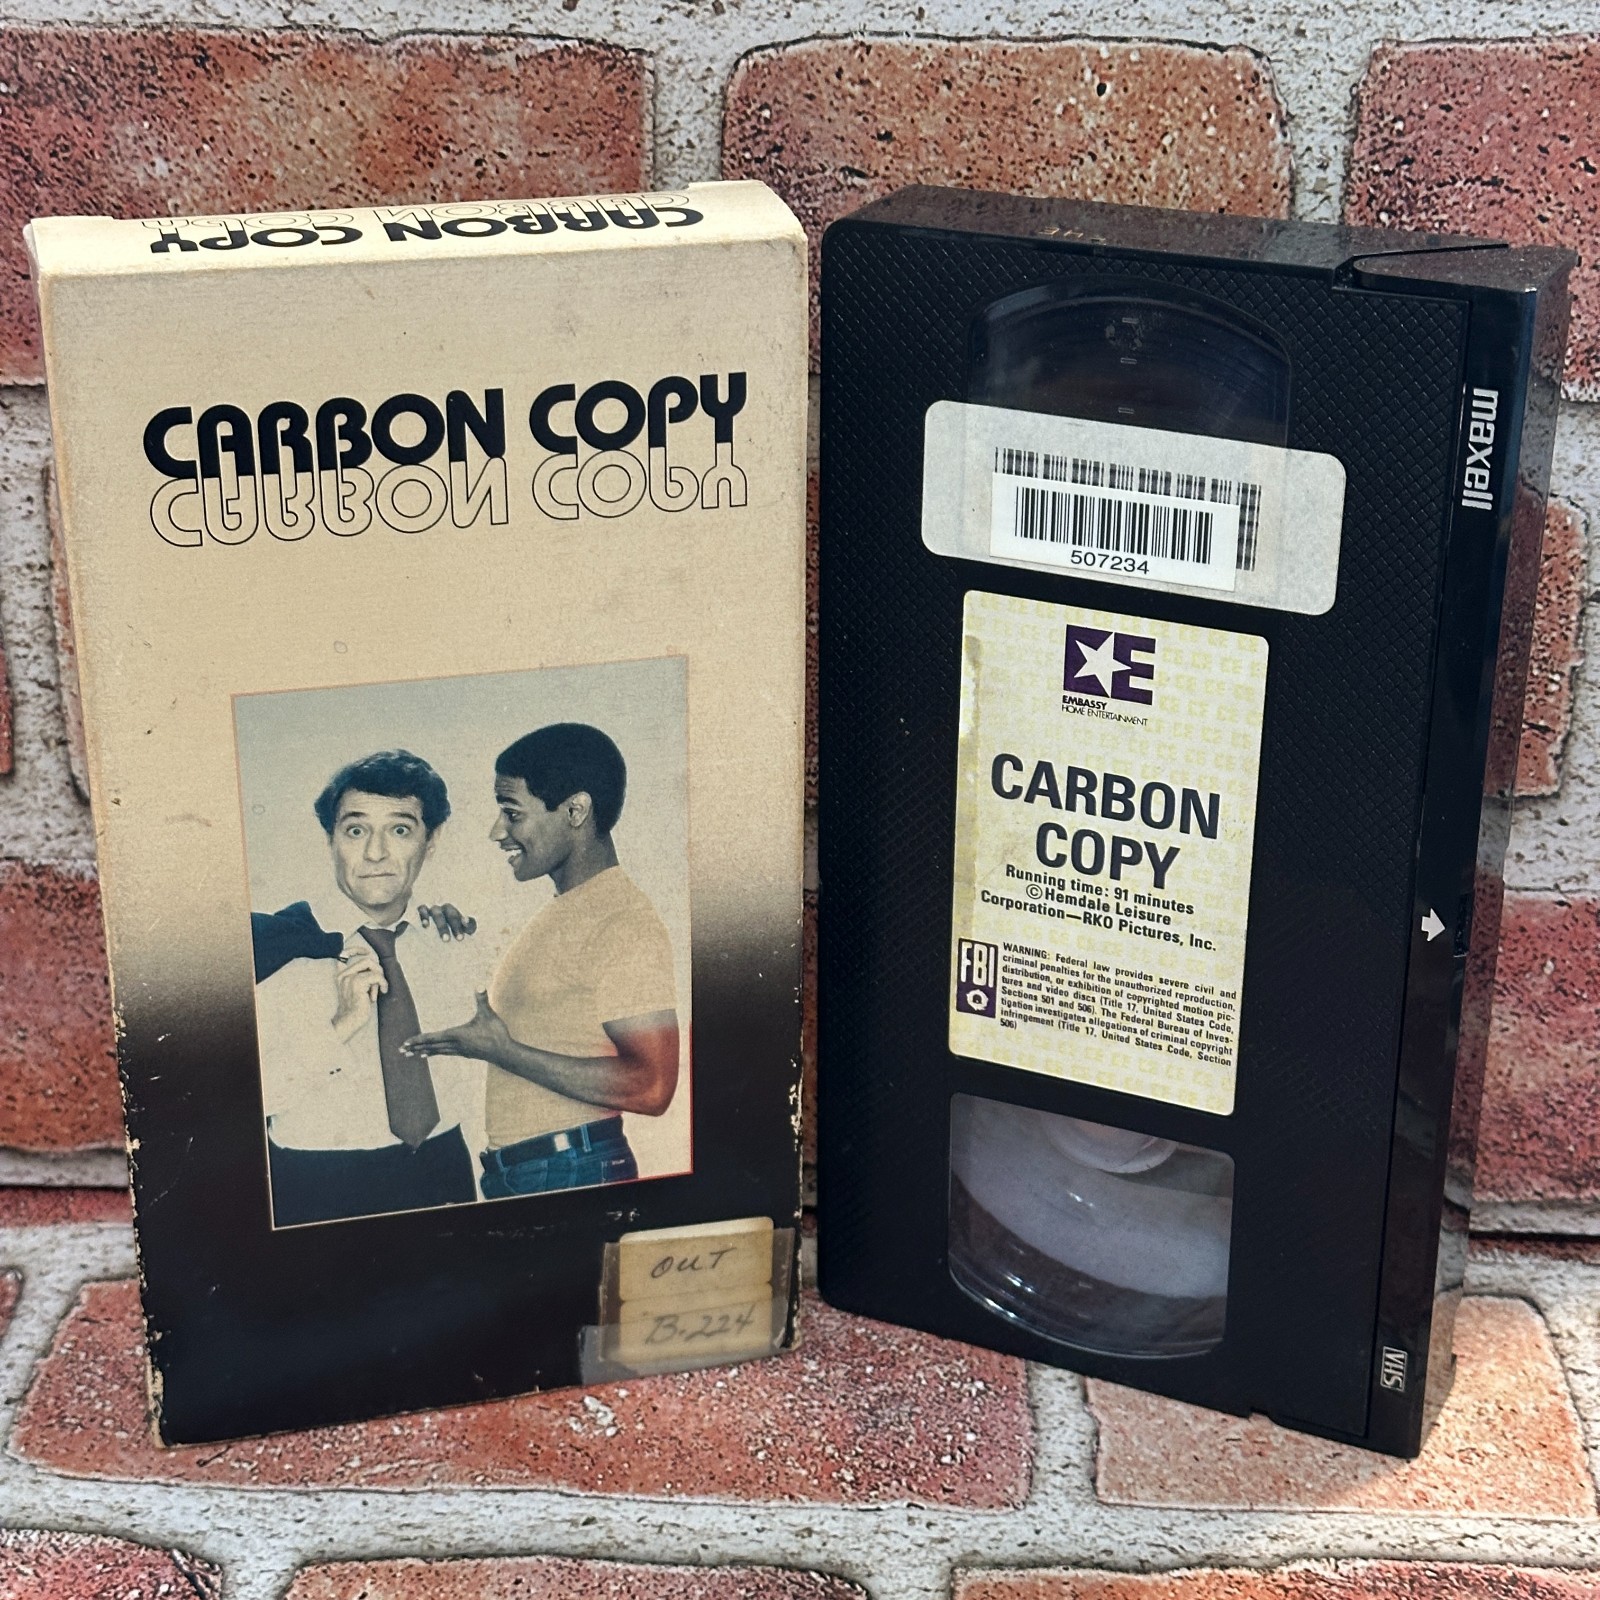 CARBON COPY
CARBON COPY
CARBON COPY
CARBON COPY
OUT
B-224
maxell
507234
EMBASSY
HOME ENTERTAINMENT
CARBON
COPY
Running time: 91 minutes
©Hemdale Leisure
Corporation—RKO Pictures, Inc.
FBI
WARNING: Federal law provides severe civil and
criminal penalties for the unauthorized reproduction,
distribution, or exhibition of copyrighted motion pic-
tures and video discs (Title 17, United States Code,
Sections 501 and 506). The Federal Bureau of Inves-
tigation investigates allegations of criminal copyright
infringement (Title 17, United States Code, Section
506)
VHS